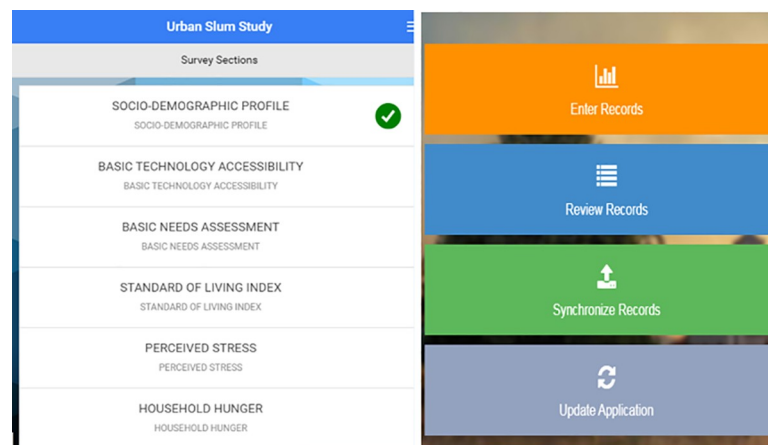 Urban Slum Study
Survey Sections
SOCIO-DEMOGRAPHIC PROFILE
SOCIO-DEMOGRAPHIC PROFILE
BASIC TECHNOLOGY ACCESSIBILITY
BASIC TECHNOLOGY ACCESSIBILITY
BASIC NEEDS ASSESSMENT
BASIC NEEDS ASSESSMENT
STANDARD OF LIVING INDEX
STANDARD OF LIVING INDEX
PERCEIVED STRESS
PERCEIVED STRESS
HOUSEHOLD HUNGER
HOUSEHOLD HUNGER
Enter Records
Review Records
Synchronize Records
Update Application